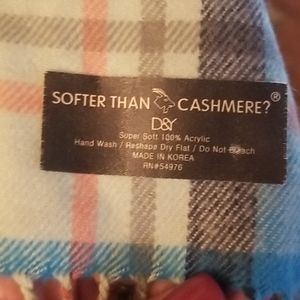 SOFTER THAN CASHMERE?®
D&Y
Super Soft 100% Acrylic
Hand Wash / Reshape Dry Flat / Do Not Bleach
MADE IN KOREA
RN#54976